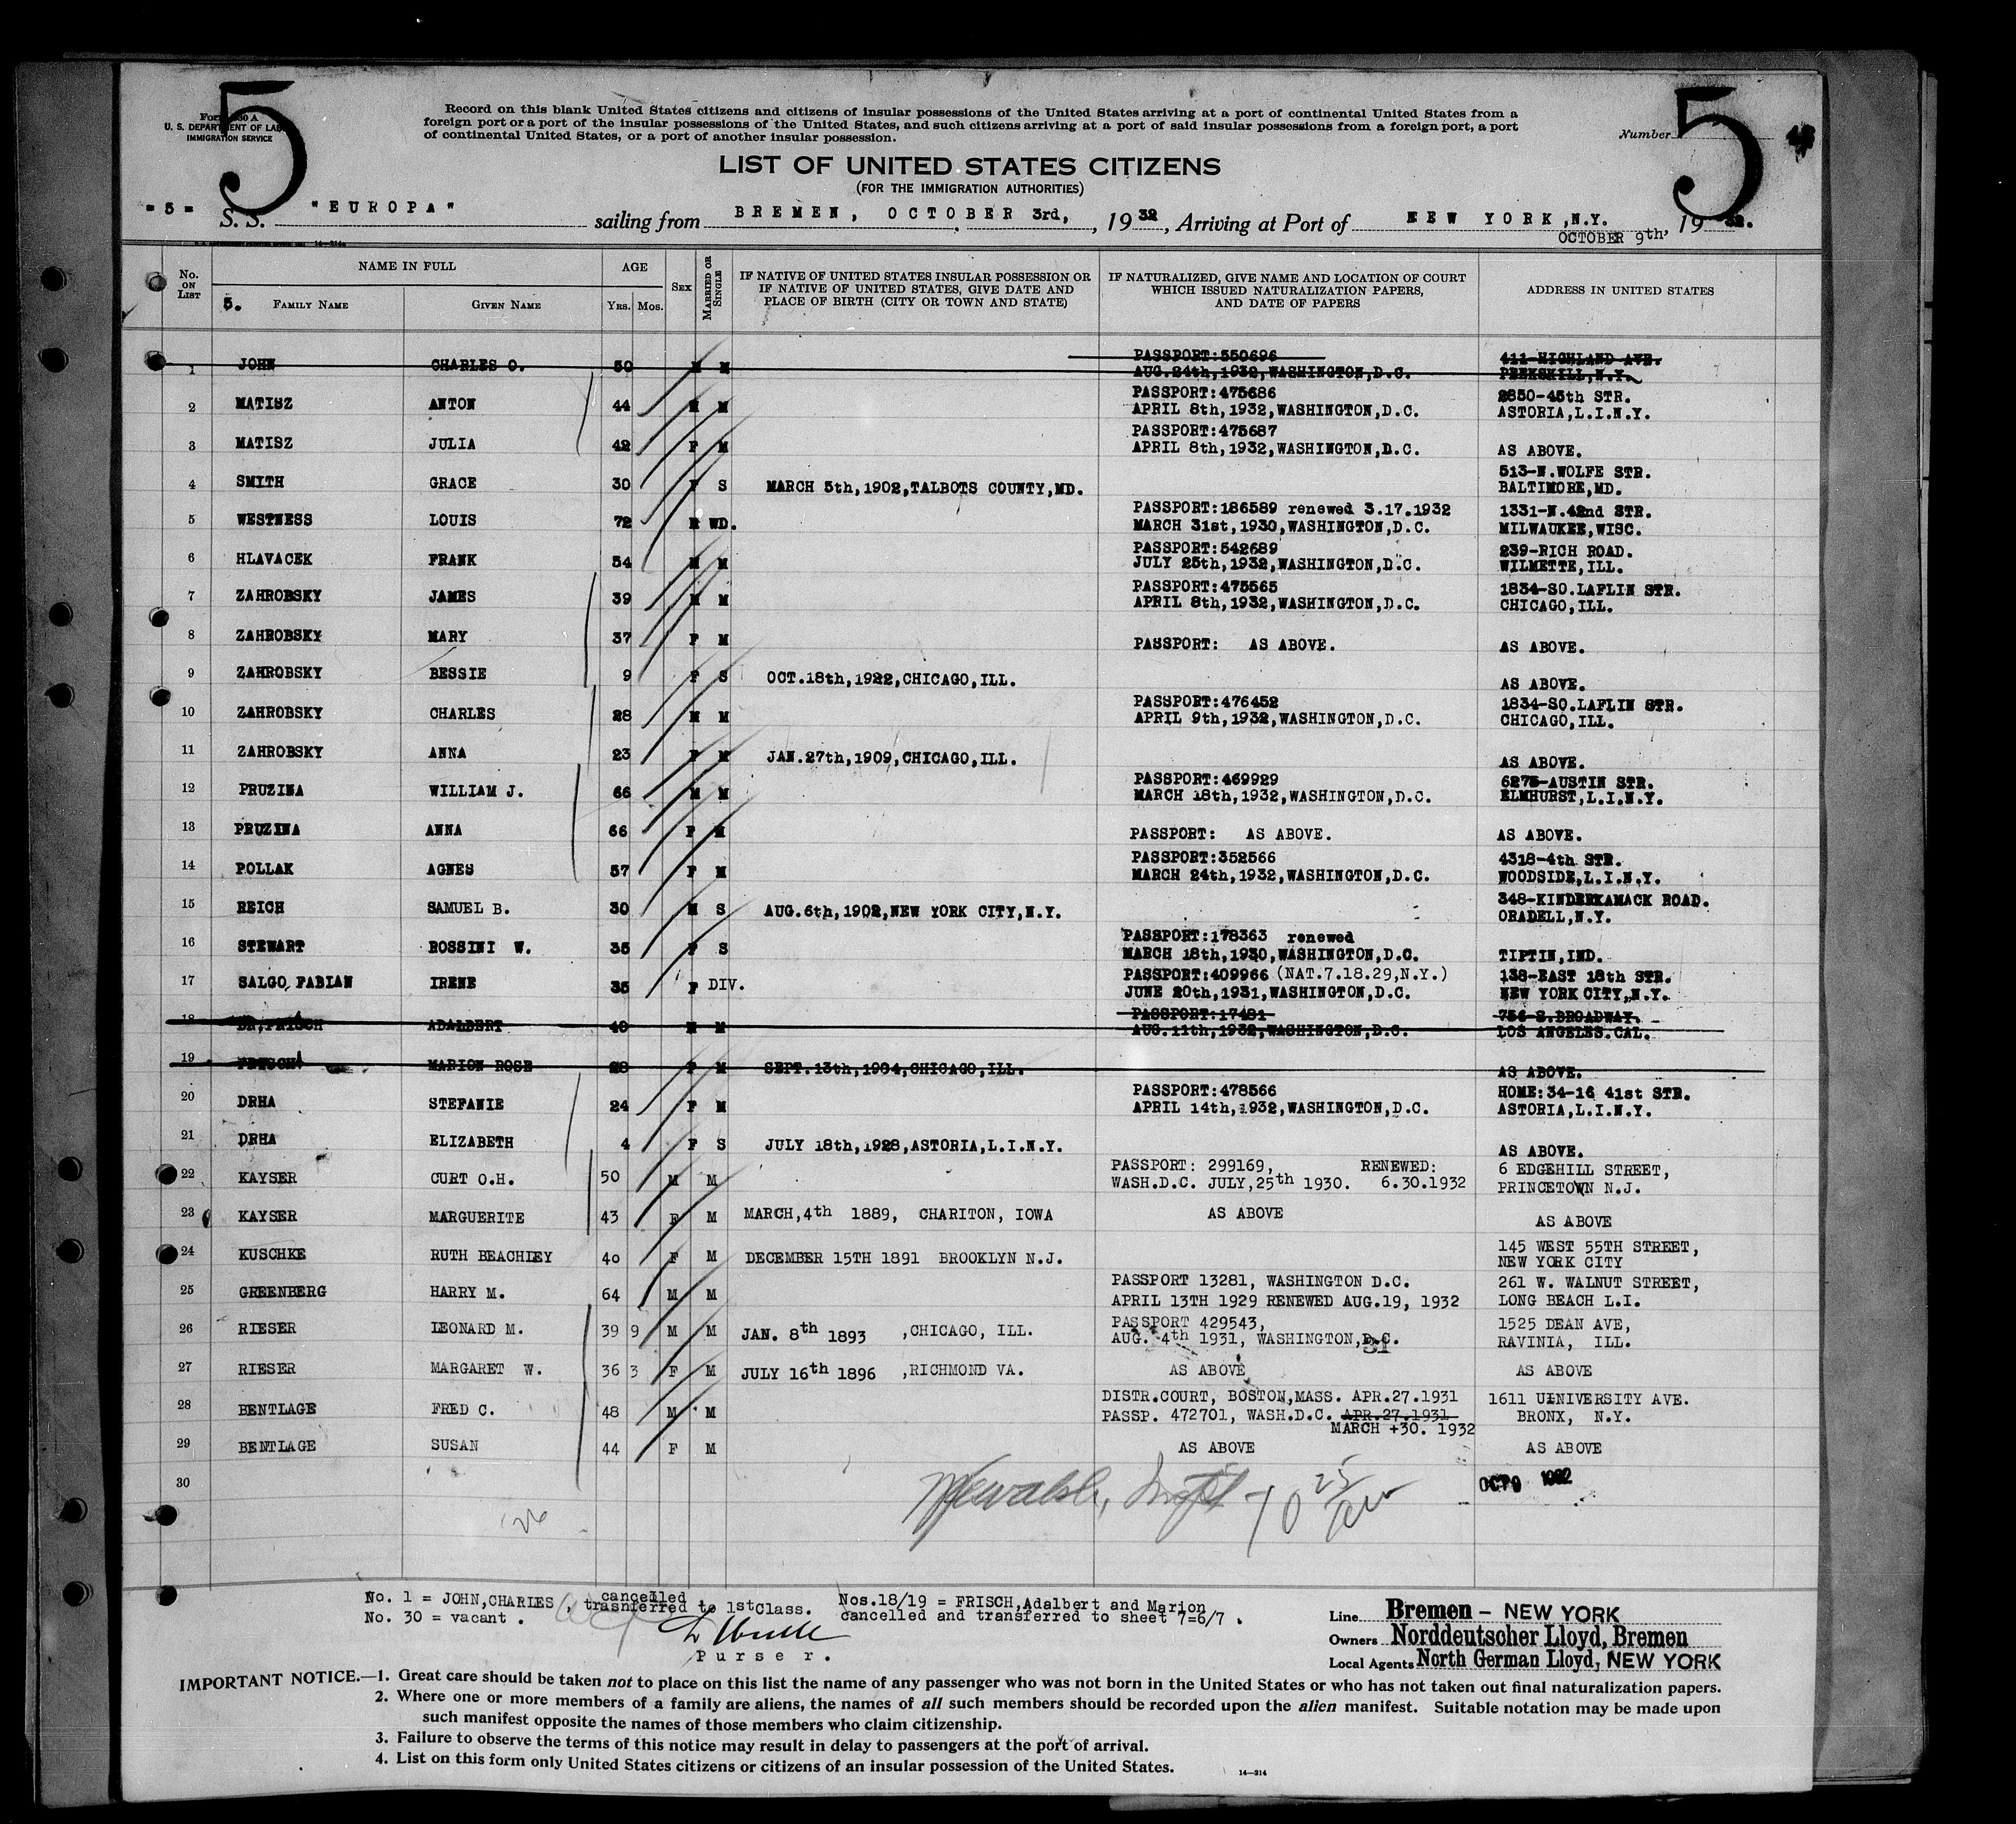 5
5
Form 630 A
U. S. DEPARTMENT OF LABOR
IMMIGRATION SERVICE
Record on this blank United States citizens and citizens of insular possessions of the United States arriving at a port of continental United States from a
foreign port or a port of the insular possessions of the United States, and such citizens arriving at a port of said insular possessions from a foreign port, a port
of continental United States, or a port of another insular possession.
Number
LIST OF UNITED STATES CITIZENS
(FOR THE IMMIGRATION AUTHORITIES)
= 5 = S. S. "EUROPA" sailing from BREMEN, OCTOBER 3rd, , 1932, Arriving at Port of NEW YORK, N.Y. OCTOBER 9th, 1932.
No. ON LIST NAME IN FULL AGE SEX MARRIED OR SINGLE IF NATIVE OF UNITED STATES INSULAR POSSESSION OR IF NATIVE OF UNITED STATES, GIVE DATE AND PLACE OF BIRTH (CITY OR TOWN AND STATE) IF NATURALIZED, GIVE NAME AND LOCATION OF COURT WHICH ISSUED NATURALIZATION PAPERS, AND DATE OF PAPERS ADDRESS IN UNITED STATES
5. FAMILY NAME GIVEN NAME YRS. MOS.
PASSPORT:550696 411-HIGHLAND AVE.
1 JOHN CHARLES O. 50 M M AUG.24th,1932,WASHINGTON,D.C. PEEKSKILL,N.Y.
PASSPORT:475686 2850-45th STR.
2 MATISZ ANTON 44 M M APRIL 8th,1932,WASHINGTON,D.C. ASTORIA,L.I.N.Y.
PASSPORT:475687
3 MATISZ JULIA 42 F M APRIL 8th,1932,WASHINGTON,D.C. AS ABOVE.
513-N.WOLFE STR.
4 SMITH GRACE 30 F S MARCH 5th,1902,TALBOTS COUNTY,MD. BALTIMORE,MD.
PASSPORT:186589 renewed 3.17.1932 1331-N.42nd STR.
5 WESTNESS LOUIS 72 M WD. MARCH 31st,1930,WASHINGTON,D.C. MILWAUKEE,WISC.
PASSPORT:542689 239-RICH ROAD.
6 HLAVACEK FRANK 54 M M JULY 25th,1932,WASHINGTON,D.C. WILMETTE,ILL.
PASSPORT:475565 1834-SO.LAFLIN STR.
7 ZAHROBSKY JAMES 39 M M APRIL 8th,1932,WASHINGTON,D.C. CHICAGO,ILL.
8 ZAHROBSKY MARY 37 F M PASSPORT: AS ABOVE. AS ABOVE.
9 ZAHROBSKY BESSIE 9 F S OCT.18th,1922,CHICAGO,ILL. AS ABOVE.
PASSPORT:476452 1834-SO.LAFLIN STR.
10 ZAHROBSKY CHARLES 28 M M APRIL 9th,1932,WASHINGTON,D.C. CHICAGO,ILL.
11 ZAHROBSKY ANNA 23 F M JAN.27th,1909,CHICAGO,ILL. AS ABOVE.
PASSPORT:469929 6275-AUSTIN STR.
12 PRUZINA WILLIAM J. 66 M M MARCH 18th,1932,WASHINGTON,D.C. ELMHURST,L.I.N.Y.
13 PRUZINA ANNA 66 F M PASSPORT: AS ABOVE. AS ABOVE.
PASSPORT:352566 4318-4th STR.
14 POLLAK AGNES 57 F M MARCH 24th,1932,WASHINGTON,D.C. WOODSIDE,L.I.N.Y.
348-KINDERKAMACK ROAD.
15 REICH SAMUEL B. 30 M S AUG.6th,1902,NEW YORK CITY,N.Y. ORADELL,N.Y.
PASSPORT:178363 renewed
16 STEWART ROSSINI W. 35 F S MARCH 18th,1930,WASHINGTON,D.C. TIPTIN,IND.
PASSPORT:409966 (NAT.7.18.29,N.Y.) 138-EAST 18th STR.
17 SALGO FABIAN IRENE 35 F DIV. JUNE 20th,1931,WASHINGTON,D.C. NEW YORK CITY,N.Y.
PASSPORT:17481 756-S.BROADWAY.
18 DR,FRISCH ADALBERT 40 M M AUG.11th,1932,WASHINGTON,D.C. LOS ANGELES.CAL.
19 FRISCH MARION ROSE 28 F M SEPT.13th,1904,CHICAGO,ILL. AS ABOVE.
PASSPORT:478566 HOME:34-16 41st STR.
20 DRHA STEFANIE 24 F M APRIL 14th,1932,WASHINGTON,D.C. ASTORIA,L.I.N.Y.
21 DRHA ELIZABETH 4 F S JULY 18th,1928,ASTORIA,L.I.N.Y. AS ABOVE.
PASSPORT: 299169, RENEWED: 6 EDGEHILL STREET,
22 KAYSER CURT O.H. 50 M M WASH.D.C. JULY,25th 1930. 6.30.1932 PRINCETOWN N.J.
23 KAYSER MARGUERITE 43 F M MARCH,4th 1889, CHARITON, IOWA AS ABOVE AS ABOVE
145 WEST 55TH STREET,
24 KUSCHKE RUTH BEACHLEY 40 F M DECEMBER 15TH 1891 BROOKLYN N.J. NEW YORK CITY
PASSPORT 13281, WASHINGTON D.C. 261 W. WALNUT STREET,
25 GREENBERG HARRY M. 64 M M APRIL 13TH 1929 RENEWED AUG.19, 1932 LONG BEACH L.I.
PASSPORT 429543, 1525 DEAN AVE,
26 RIESER LEONARD M. 39 9 M M JAN. 8th 1893 ,CHICAGO, ILL. AUG. 4th 1931, WASHINGTON,D.C. RAVINIA, ILL.
31
27 RIESER MARGARET W. 36 3 F M JULY 16th 1896 ,RICHMOND VA. AS ABOVE AS ABOVE
DISTR.COURT, BOSTON,MASS. APR.27.1931 1611 UNIVERSITY AVE.
28 BENTLAGE FRED C. 48 M M PASSP. 472701, WASH.D.C. APR.27.1931 BRONX, N.Y.
MARCH +30. 1932
29 BENTLAGE SUSAN 44 F M AS ABOVE AS ABOVE
30
OCT 9 1932
10 25
No. 1 = JOHN,CHARLES , cancelled trasnferred to 1stClass.
No. 30 = vacant .
Nos.18/19 = FRISCH,Adalbert and Marion
cancelled and transferred to sheet 7=6/7 .
Purser.
Line Bremen - NEW YORK
Owners Norddeutscher Lloyd, Bremen
Local Agents North German Lloyd, NEW YORK
IMPORTANT NOTICE.—1. Great care should be taken not to place on this list the name of any passenger who was not born in the United States or who has not taken out final naturalization papers.
2. Where one or more members of a family are aliens, the names of all such members should be recorded upon the alien manifest. Suitable notation may be made upon
such manifest opposite the names of those members who claim citizenship.
3. Failure to observe the terms of this notice may result in delay to passengers at the port of arrival.
4. List on this form only United States citizens or citizens of an insular possession of the United States.
14—214